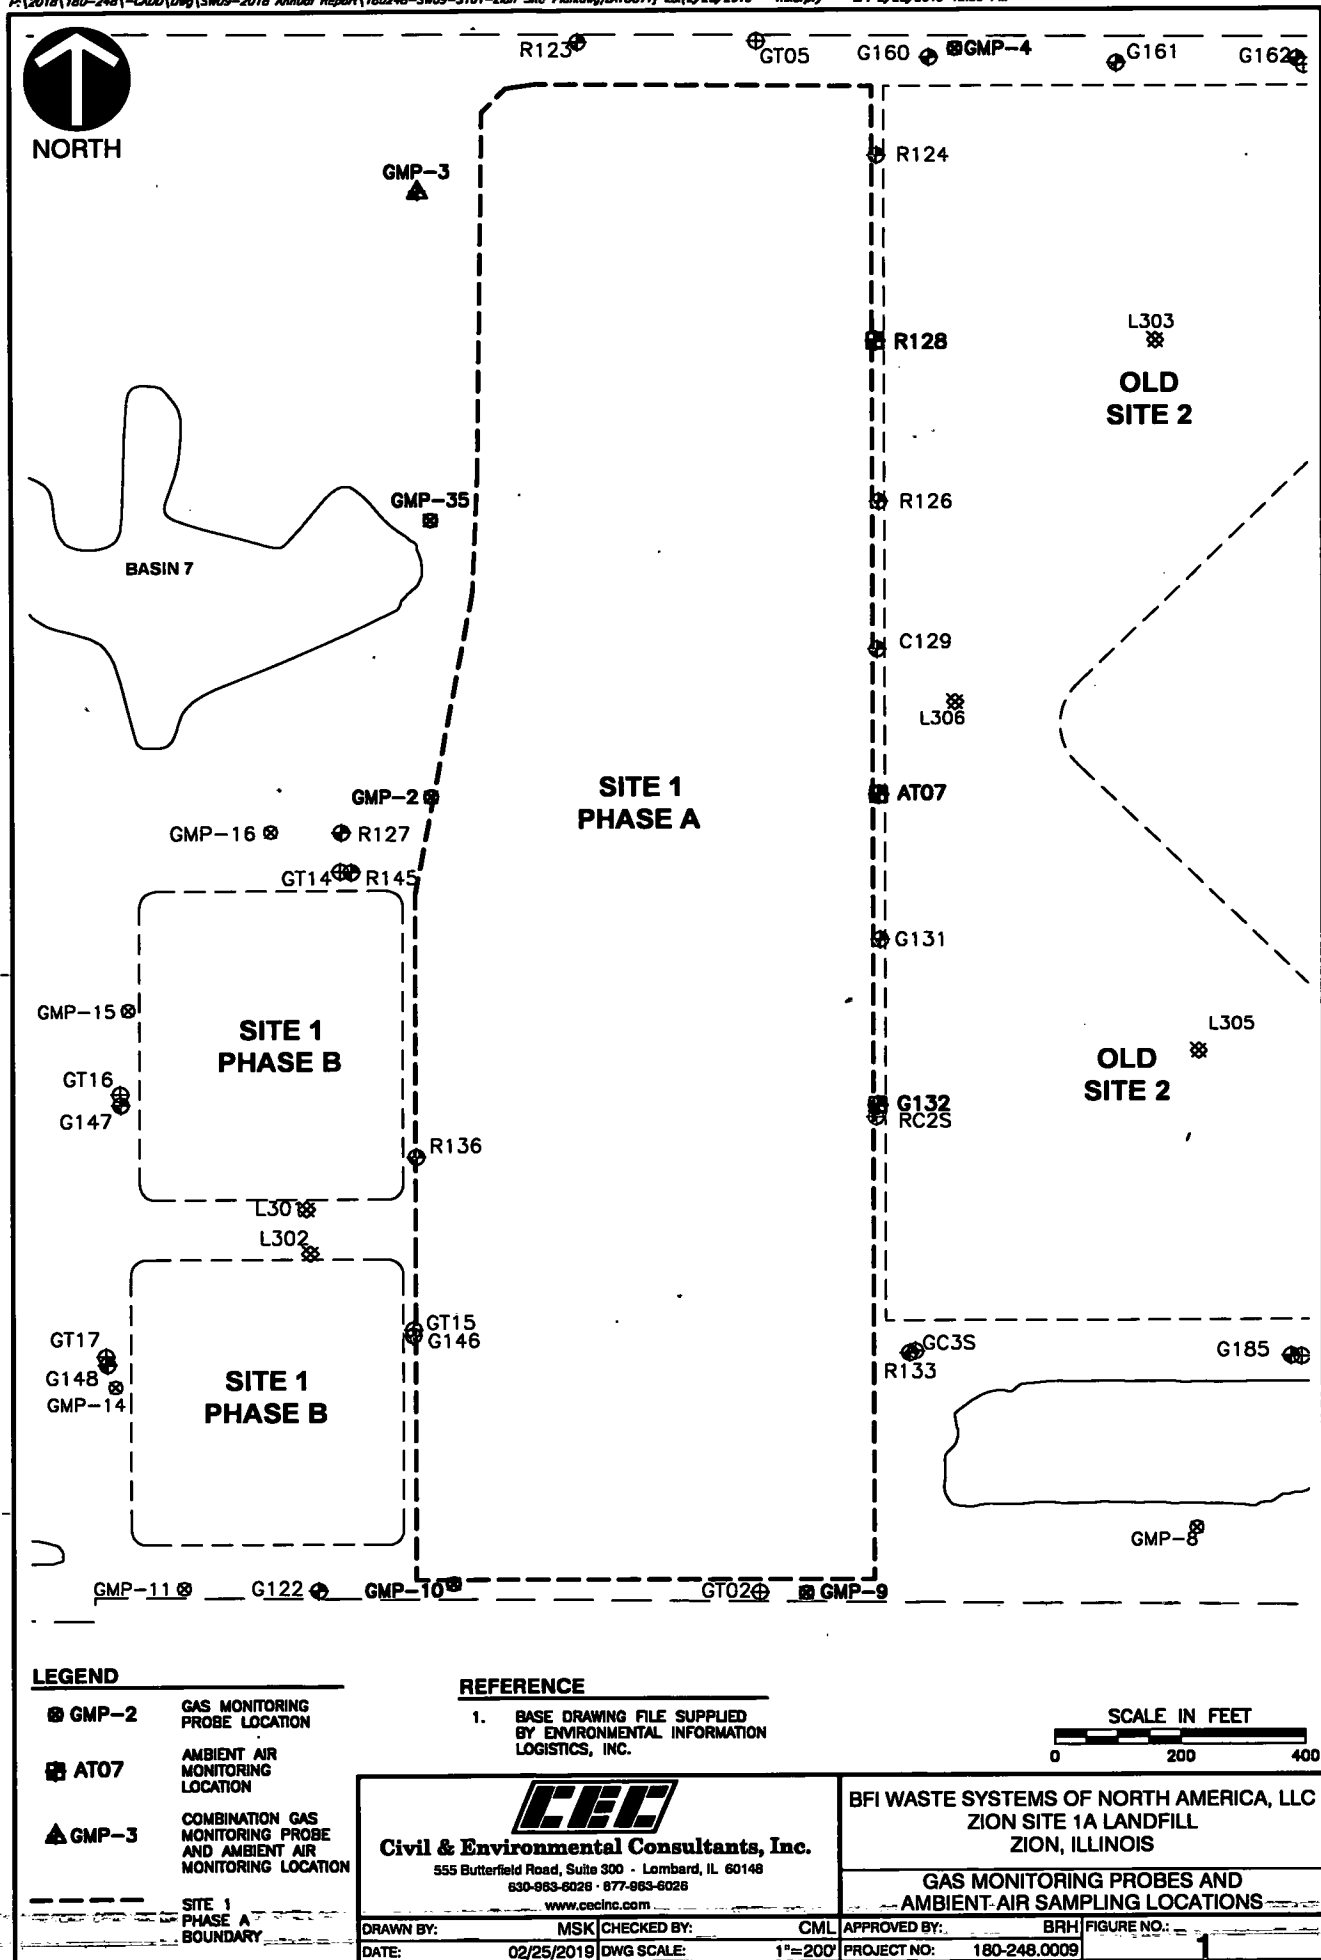 NORTH
R123
GT05
G160
GMP-4
G161
G162
R124
GMP-3
R128
L303
OLD
SITE 2
GMP-35
R126
BASIN 7
C129
L306
GMP-2
SITE 1
PHASE A
AT07
GMP-16
R127
GT14
R145
G131
GMP-15
SITE 1
PHASE B
L305
OLD
SITE 2
GT16
G147
G132
RC2S
R136
L301
L302
GT15
G146
GT17
G148
GMP-14
SITE 1
PHASE B
GC3S
R133
G185
GMP-8
GMP-11
G122
GMP-10
GT02
GMP-9
LEGEND
GMP-2
GAS MONITORING
PROBE LOCATION
AT07
AMBIENT AIR
MONITORING
LOCATION
GMP-3
COMBINATION GAS
MONITORING PROBE
AND AMBIENT AIR
MONITORING LOCATION
SITE 1
PHASE A
BOUNDARY
REFERENCE
1. BASE DRAWING FILE SUPPLIED
BY ENVIRONMENTAL INFORMATION
LOGISTICS, INC.
SCALE IN FEET
0 200 400
CEC
Civil & Environmental Consultants, Inc.
555 Butterfield Road, Suite 300 - Lombard, IL 60148
630-963-6026 · 877-963-6026
www.cecinc.com
BFI WASTE SYSTEMS OF NORTH AMERICA, LLC
ZION SITE 1A LANDFILL
ZION, ILLINOIS
GAS MONITORING PROBES AND
AMBIENT AIR SAMPLING LOCATIONS
DRAWN BY: MSK CHECKED BY: CML APPROVED BY: BRH FIGURE NO.:
DATE: 02/25/2019 DWG SCALE: 1"=200' PROJECT NO: 180-248.0009
1